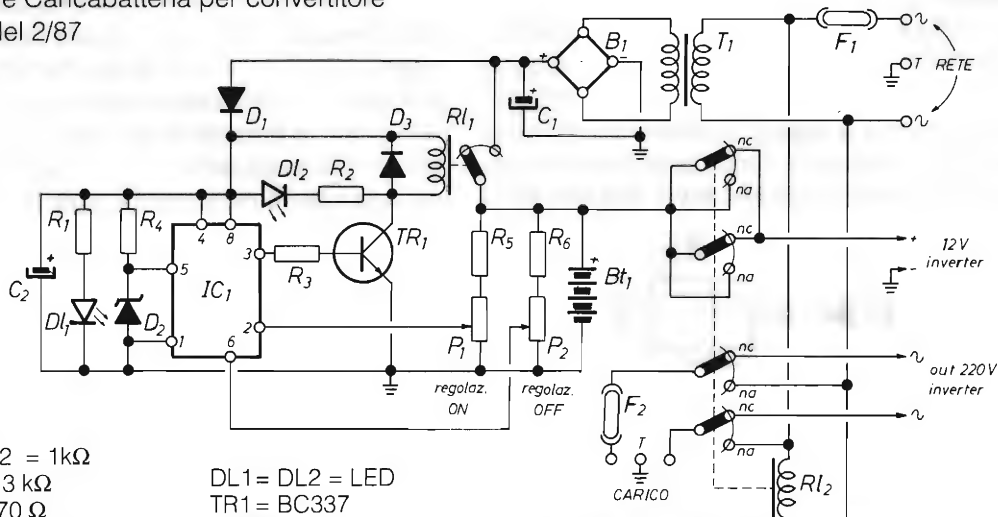 e Caricabatteria per convertitore
del 2/87
B1
T1
F1
T RETE
+
C1
D1
D3
Rl1
Dl2
R2
nc
na
R1
R4
4
8
3
R3
TR1
R5
R6
+
Bt1
nc
na
+ 12V
- inverter
C2
Dl1
D2
5
1
IC1
2
6
P1
P2
regolaz.
ON
regolaz.
OFF
F2
T
CARICO
nc
na
nc
na
out 220V
inverter
Rl2
2 = 1kΩ
3 kΩ
70 Ω
DL1 = DL2 = LED
TR1 = BC337